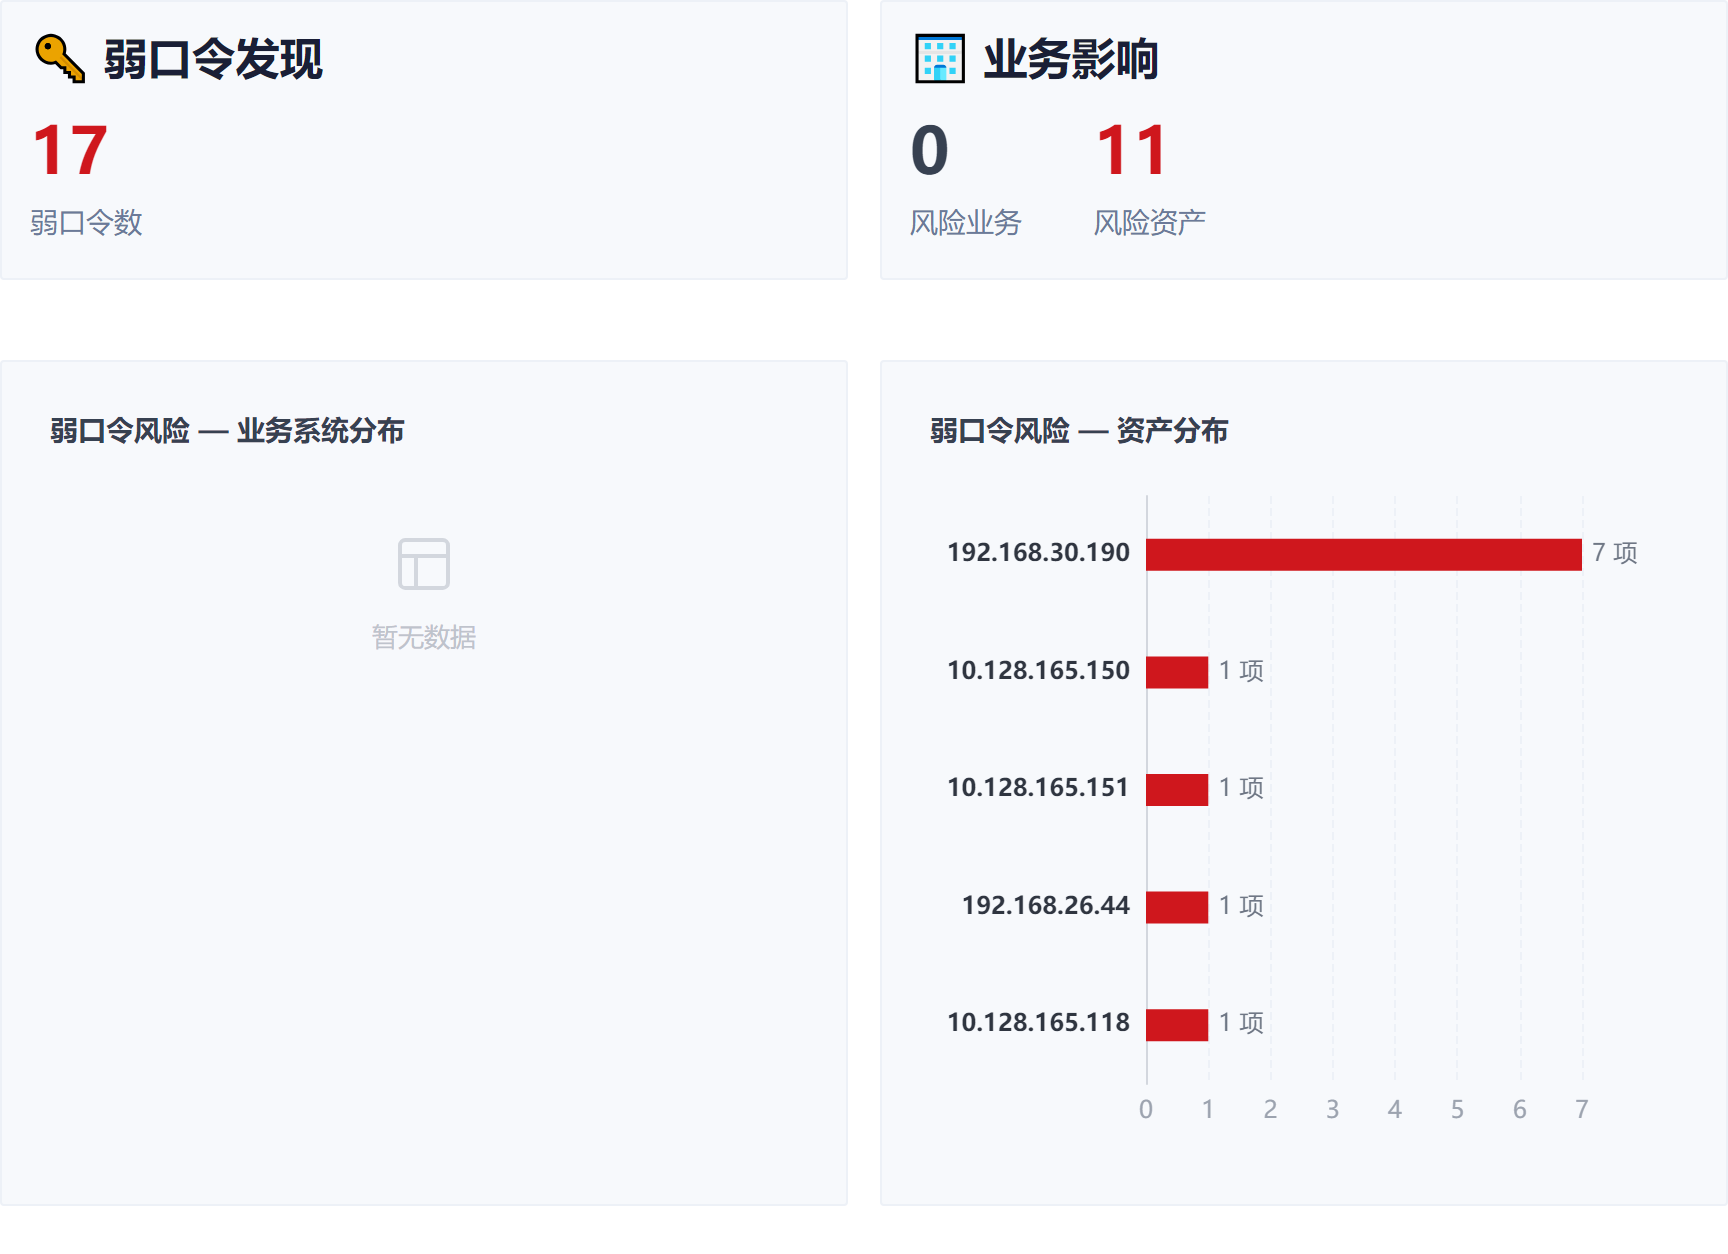 弱口令发现
17
弱口令数
业务影响
0 11
风险业务 风险资产
弱口令风险 — 业务系统分布
暂无数据
弱口令风险 — 资产分布
192.168.30.190 7 项
10.128.165.150 1 项
10.128.165.151 1 项
192.168.26.44 1 项
10.128.165.118 1 项
0 1 2 3 4 5 6 7